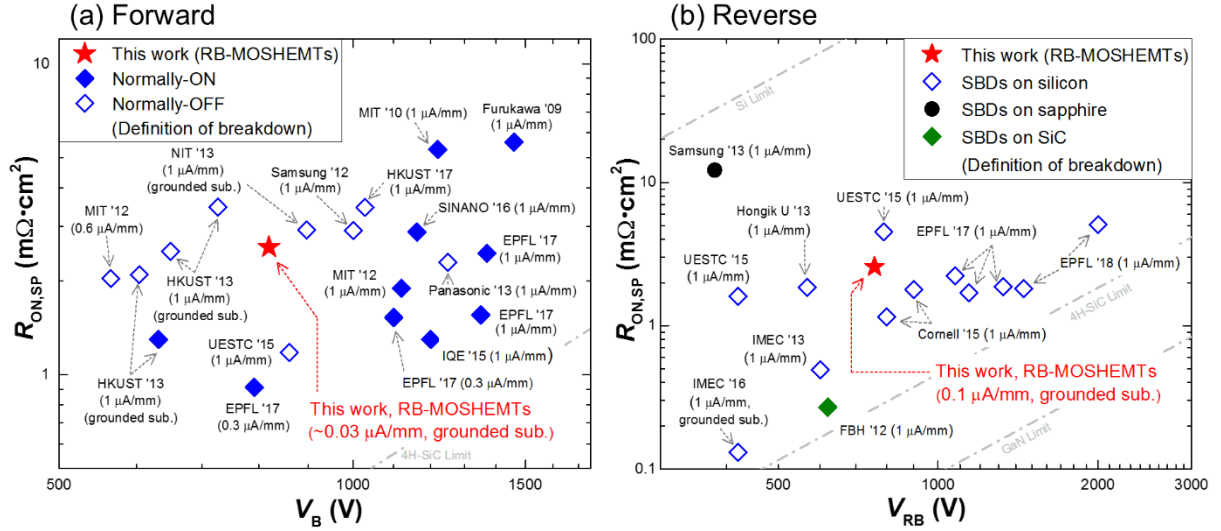 (a) Forward
This work (RB-MOSHEMTs)
Normally-ON
Normally-OFF
(Definition of breakdown)
10
1
R_ON,SP (mΩ·cm²)
NIT '13
(1 μA/mm)
(grounded sub.)
MIT '12
(0.6 μA/mm)
HKUST '13
(1 μA/mm)
(grounded sub.)
HKUST '13
(1 μA/mm)
(grounded sub.)
Samsung '12
(1 μA/mm)
MIT '10 (1 μA/mm)
Furukawa '09
(1 μA/mm)
HKUST '17
(1 μA/mm)
SINANO '16 (1 μA/mm)
EPFL '17
(1 μA/mm)
MIT '12
(1 μA/mm)
Panasonic '13 (1 μA/mm)
EPFL '17
(1 μA/mm)
IQE '15 (1 μA/mm)
EPFL '17 (0.3 μA/mm)
UESTC '15
(1 μA/mm)
EPFL '17
(0.3 μA/mm)
This work, RB-MOSHEMTs
(~0.03 μA/mm, grounded sub.)
4H-SiC Limit
500
1000
1500
V_B (V)
(b) Reverse
This work (RB-MOSHEMTs)
SBDs on silicon
SBDs on sapphire
SBDs on SiC
(Definition of breakdown)
100
10
1
0.1
R_ON,SP (mΩ·cm²)
Si Limit
Samsung '13 (1 μA/mm)
Hongik U '13
(1 μA/mm)
UESTC '15
(1 μA/mm)
UESTC '15
(1 μA/mm)
EPFL '17 (1 μA/mm)
EPFL '18 (1 μA/mm)
4H-SiC Limit
Cornell '15 (1 μA/mm)
IMEC '13
(1 μA/mm)
IMEC '16
(1 μA/mm,
grounded sub.)
This work, RB-MOSHEMTs
(0.1 μA/mm, grounded sub.)
FBH '12 (1 μA/mm)
GaN Limit
500
1000
2000
3000
V_RB (V)